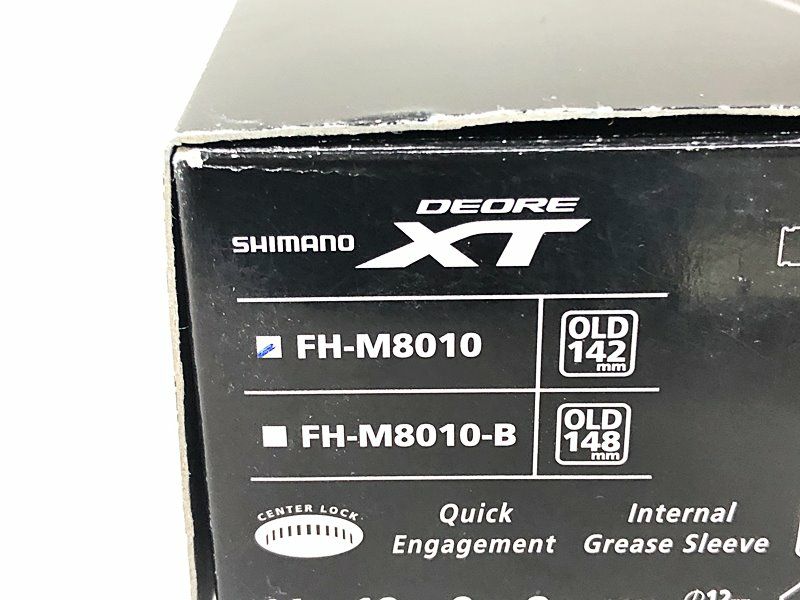 DEORE
SHIMANO XT
FH-M8010 OLD 142 mm
FH-M8010-B OLD 148 mm
CENTER LOCK Quick Engagement Internal Grease Sleeve